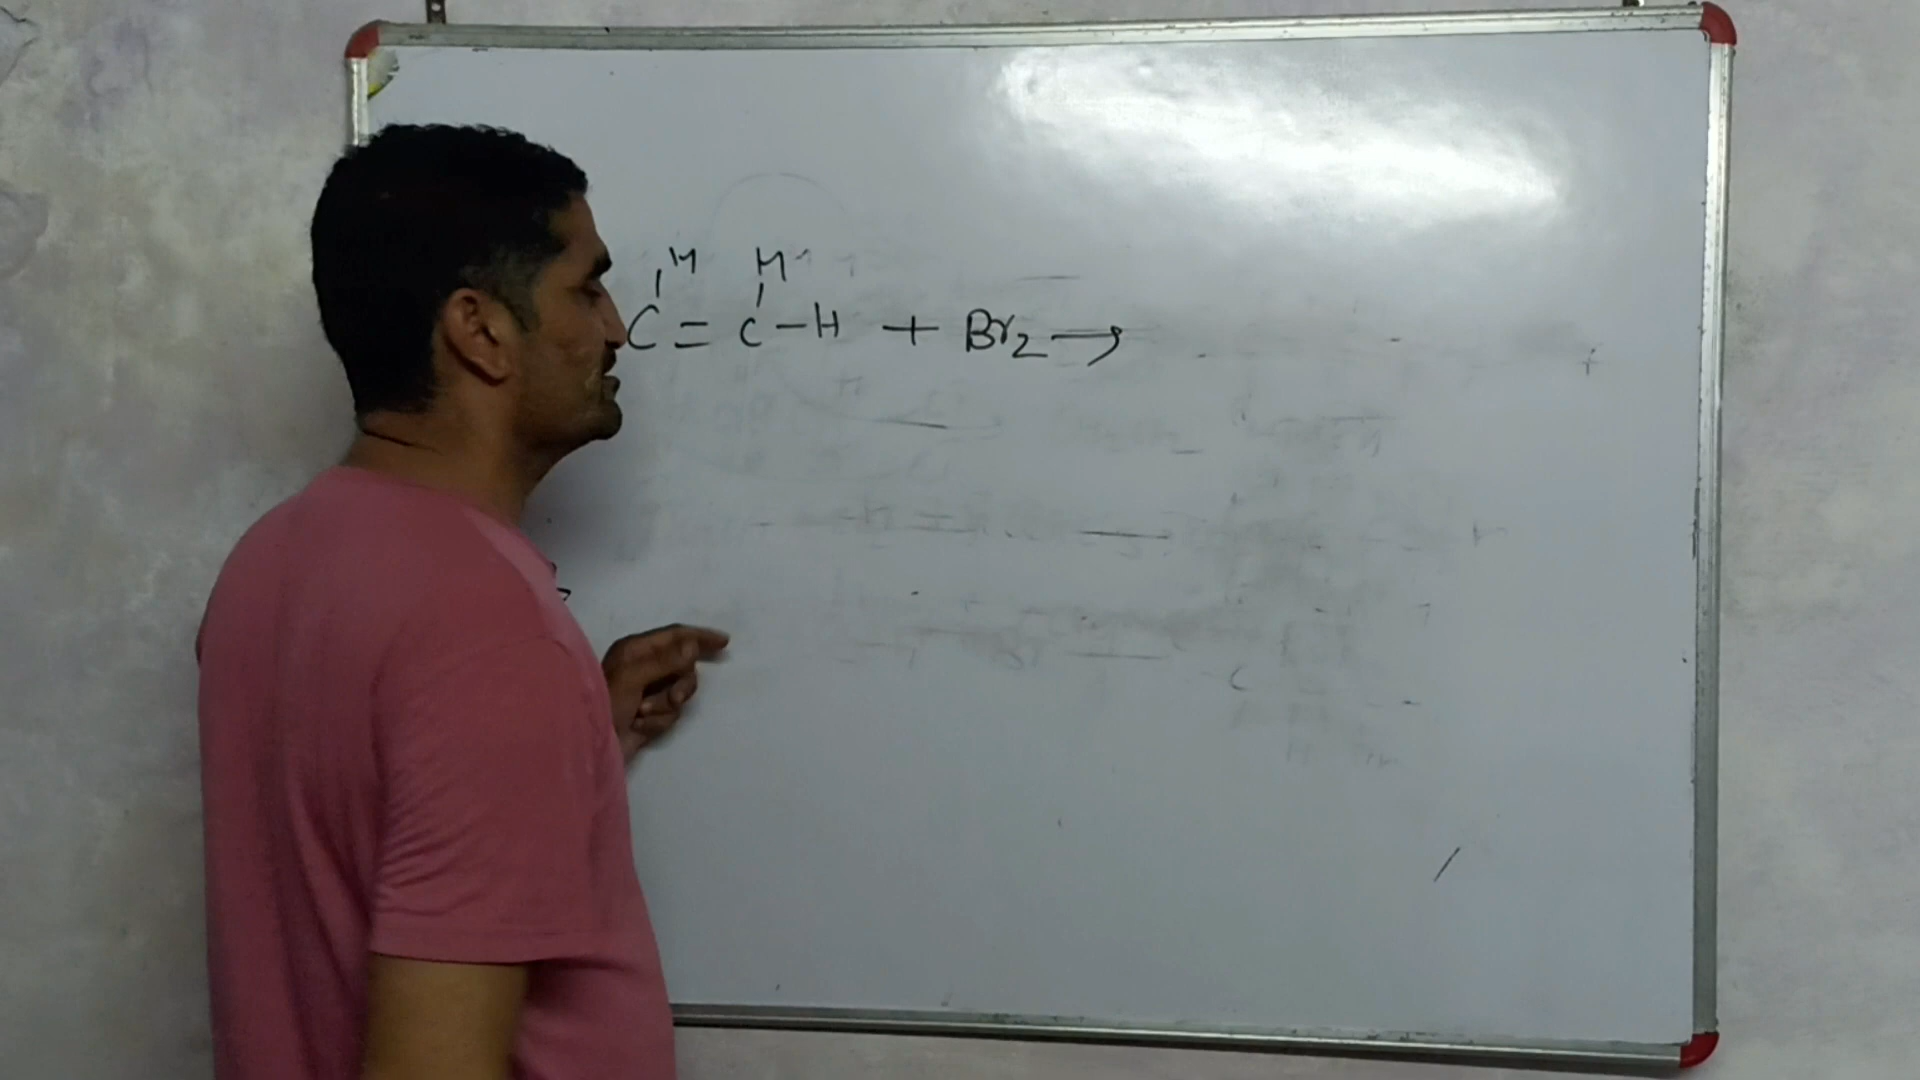 H H
C = C - H + Br2 →